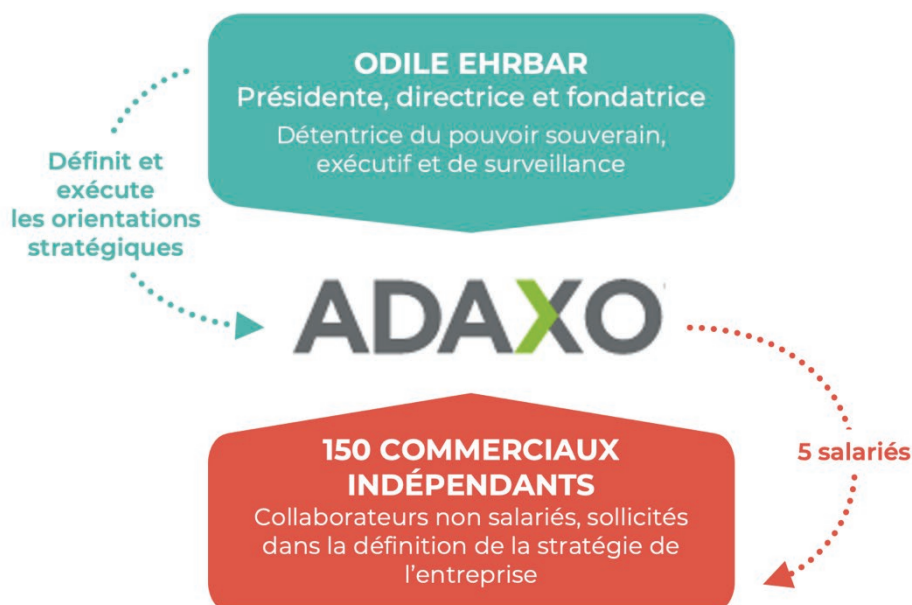 ODILE EHRBAR
Présidente, directrice et fondatrice
Détentrice du pouvoir souverain,
exécutif et de surveillance
Définit et
exécute
les orientations
stratégiques
ADAXO
150 COMMERCIAUX
INDÉPENDANTS
Collaborateurs non salariés, sollicités
dans la définition de la stratégie de
l’entreprise
5 salariés